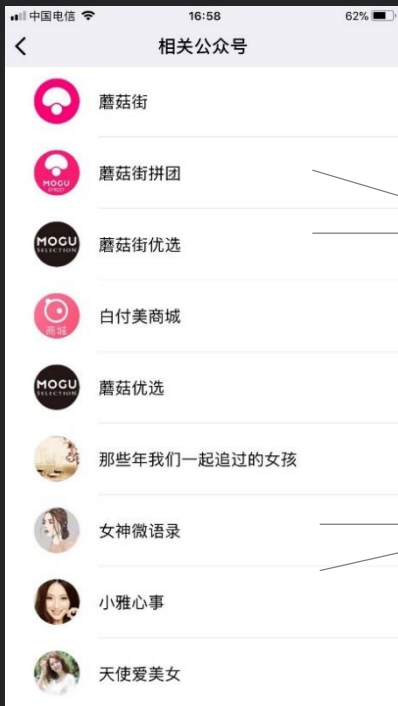 中国电信 16:58 62%
相关公众号
蘑菇街
MOGU
STREET
蘑菇街拼团
MOGU
SELECTION
蘑菇街优选
商城
白付美商城
MOGU
SELECTION
蘑菇优选
那些年我们一起追过的女孩
女神微语录
小雅心事
天使爱美女